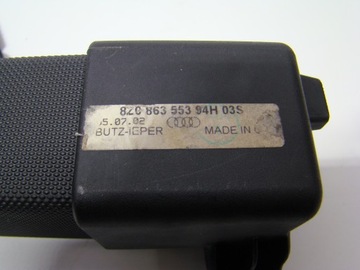 8Z0 863 553 94H 03S
5.07.02
BUTZ-IEPER MADE IN